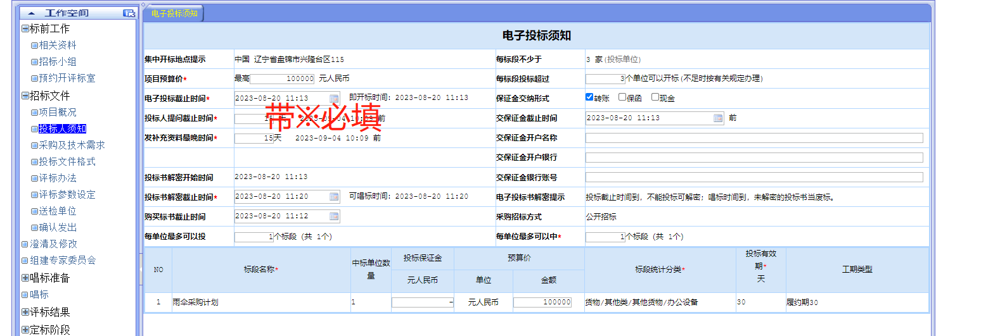 工作空间
标前工作
相关资料
招标小组
预约开评标室
招标文件
项目概况
投标人须知
采购及技术需求
投标文件格式
评标办法
评标参数设定
送检单位
确认发出
澄清及修改
组建专家委员会
唱标准备
唱标
评标结果
定标阶段
电子投标须知
电子投标须知
集中开标地点提示 中国 辽宁省盘锦市兴隆台区115 每标段不少于 3 家(投标单位)
项目预算价* 最高 100000 元人民币 每标段投标超过 3个单位可以开标(不足时按有关规定办理)
电子投标截止时间* 2023-08-20 11:13 即开标时间: 2023-08-20 11:13 保证金交纳形式 转账 保函 现金
投标人提问截止时间* 15天 2023-09-04 10:09 前 交保证金截止时间 2023-08-20 11:13 前
带※必填
发补充资料最晚时间* 15天 2023-09-04 10:09 前 交保证金开户名称
交保证金开户银行
投标书解密开始时间 2023-08-20 11:13 交保证金银行账号
投标书解密截止时间* 2023-08-20 11:20 可唱标时间: 2023-08-20 11:20 电子投标书解密提示 投标截止时间到，不能投标可解密；唱标时间到，未解密的投标书当废标。
购买标书截止时间 2023-08-20 11:12 采购招标方式 公开招标
每单位最多可以投 1个标段 (共 1个) 每单位最多可以中* 1个标段 (共 1个)
NO 标段名称* 中标单位数量 投标保证金 预算价 标段统计分类* 投标有效期* 天 工期类型
元人民币 单位 金额
1 雨伞采购计划 1 - 元人民币 100000 货物/其他类/其他货物/办公设备 30 履约期30